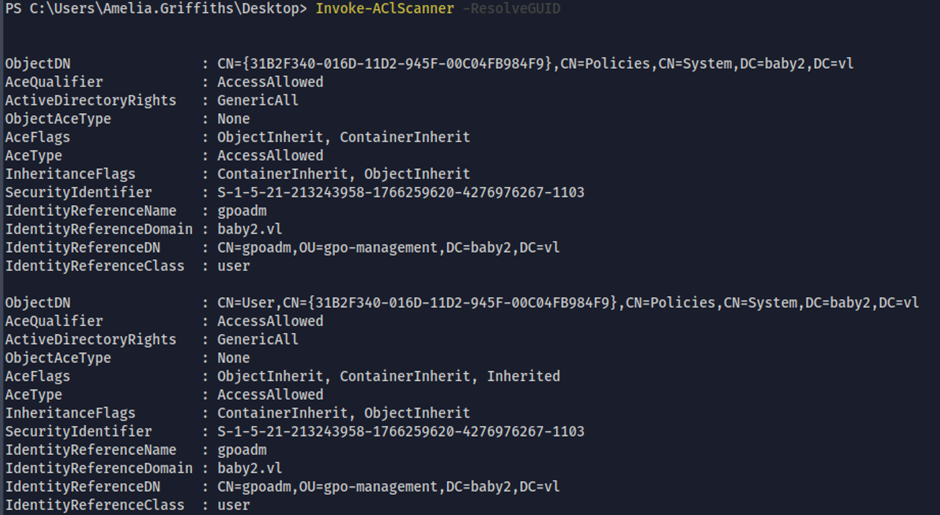 PS C:\Users\Amelia.Griffiths\Desktop> Invoke-AClScanner -ResolveGUID
ObjectDN : CN={31B2F340-016D-11D2-945F-00C04FB984F9},CN=Policies,CN=System,DC=baby2,DC=vl
AceQualifier : AccessAllowed
ActiveDirectoryRights : GenericAll
ObjectAceType : None
AceFlags : ObjectInherit, ContainerInherit
AceType : AccessAllowed
InheritanceFlags : ContainerInherit, ObjectInherit
SecurityIdentifier : S-1-5-21-213243958-1766259620-4276976267-1103
IdentityReferenceName : gpoadm
IdentityReferenceDomain : baby2.vl
IdentityReferenceDN : CN=gpoadm,OU=gpo-management,DC=baby2,DC=vl
IdentityReferenceClass : user
ObjectDN : CN=User,CN={31B2F340-016D-11D2-945F-00C04FB984F9},CN=Policies,CN=System,DC=baby2,DC=vl
AceQualifier : AccessAllowed
ActiveDirectoryRights : GenericAll
ObjectAceType : None
AceFlags : ObjectInherit, ContainerInherit, Inherited
AceType : AccessAllowed
InheritanceFlags : ContainerInherit, ObjectInherit
SecurityIdentifier : S-1-5-21-213243958-1766259620-4276976267-1103
IdentityReferenceName : gpoadm
IdentityReferenceDomain : baby2.vl
IdentityReferenceDN : CN=gpoadm,OU=gpo-management,DC=baby2,DC=vl
IdentityReferenceClass : user